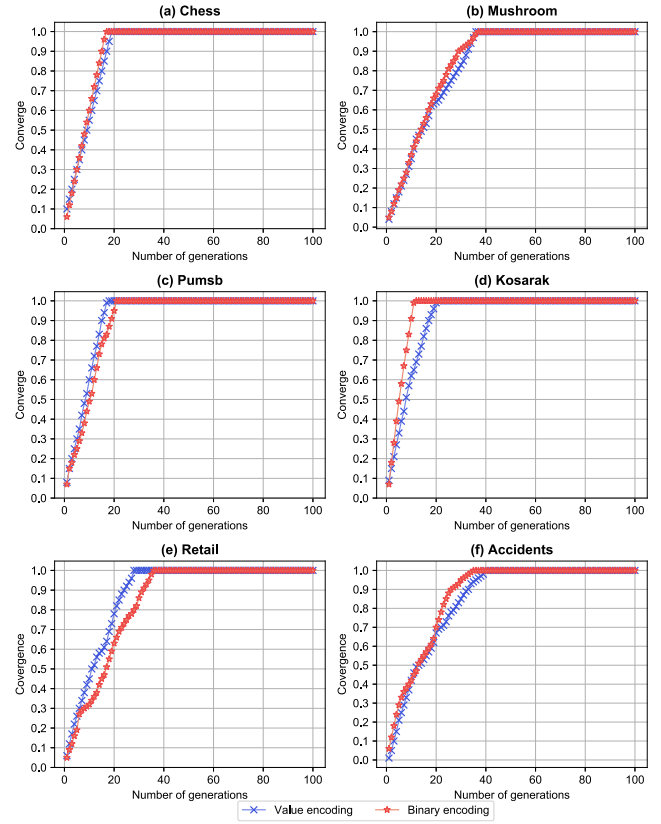 (a) Chess
1.0
0.9
0.8
0.7
0.6
0.5
0.4
0.3
0.2
0.1
0.0
Converge
0 20 40 60 80 100
Number of generations
(b) Mushroom
1.0
0.9
0.8
0.7
0.6
0.5
0.4
0.3
0.2
0.1
0.0
Converge
0 20 40 60 80 100
Number of generations
(c) Pumsb
1.0
0.9
0.8
0.7
0.6
0.5
0.4
0.3
0.2
0.1
0.0
Converge
0 20 40 60 80 100
Number of generations
(d) Kosarak
1.0
0.9
0.8
0.7
0.6
0.5
0.4
0.3
0.2
0.1
0.0
Converge
0 20 40 60 80 100
Number of generations
(e) Retail
1.0
0.9
0.8
0.7
0.6
0.5
0.4
0.3
0.2
0.1
0.0
Covergence
0 20 40 60 80 100
Number of generations
(f) Accidents
1.0
0.9
0.8
0.7
0.6
0.5
0.4
0.3
0.2
0.1
0.0
Covergence
0 20 40 60 80 100
Number of generations
Value encoding Binary encoding